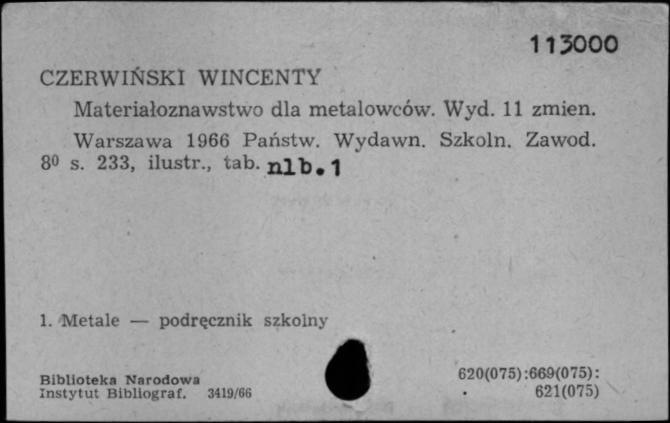 113000
CZERWIŃSKI WINCENTY
Materiałoznawstwo dla metalowców. Wyd. 11 zmien.
Warszawa 1966 Państw. Wydawn. Szkoln. Zawod.
8⁰ s. 233, ilustr., tab. nlb. 1
1. Metale — podręcznik szkolny
Biblioteka Narodowa
Instytut Bibliograf. 3419/66
620(075):669(075):
621(075)